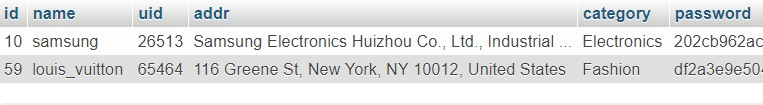 id name uid addr category password
10 samsung 26513 Samsung Electronics Huizhou Co., Ltd., Industrial ... Electronics 202cb962ac
59 louis_vuitton 65464 116 Greene St, New York, NY 10012, United States Fashion df2a3e9e504